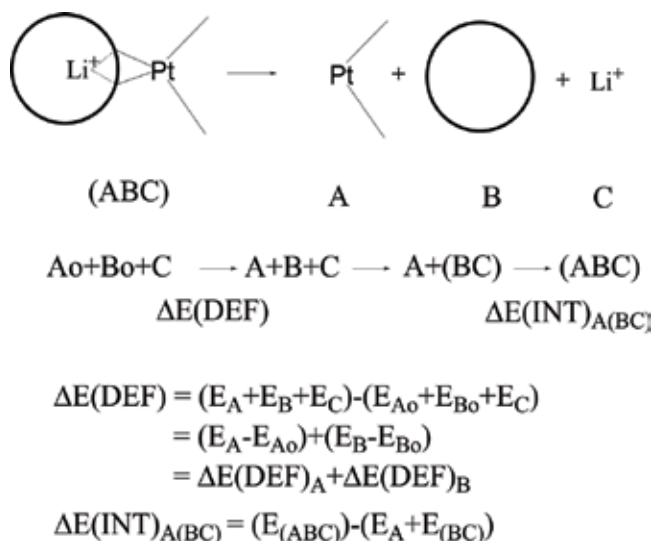 Li⁺ Pt → Pt + + Li⁺
(ABC) A B C
Ao+Bo+C → A+B+C → A+(BC) → (ABC)
ΔE(DEF) ΔE(INT)A(BC)
ΔE(DEF) = (EA+EB+EC)-(EAo+EBo+EC)
= (EA-EAo)+(EB-EBo)
= ΔE(DEF)A+ΔE(DEF)B
ΔE(INT)A(BC) = (E(ABC))-(EA+E(BC))